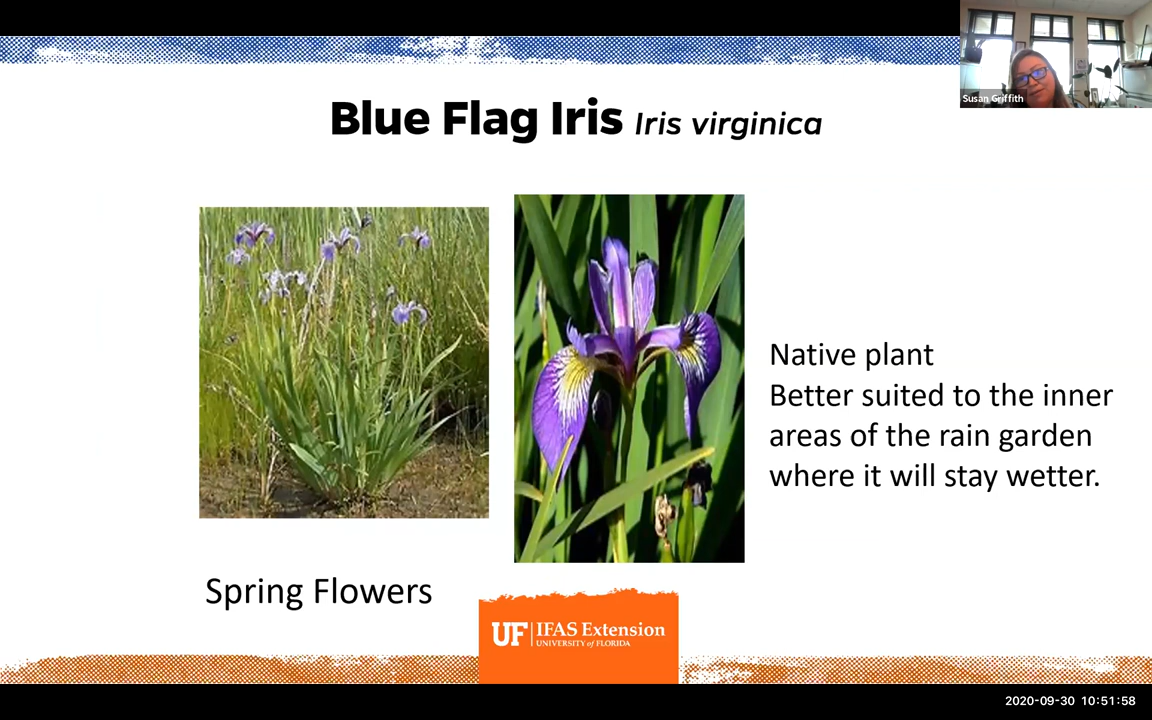 Susan Griffith
Blue Flag Iris Iris virginica
Native plant
Better suited to the inner
areas of the rain garden
where it will stay wetter.
Spring Flowers
UF IFAS Extension
UNIVERSITY of FLORIDA
2020-09-30 10:51:58